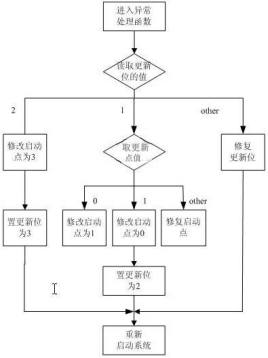 进入异常
处理函数
读取更新
位的值
2
1
other
修改启动
点为3
取更新
点值
修复
更新位
0
1
other
置更新位
为3
修改启动
点为1
修改启动
点为0
修复启动
点
置更新位
为2
重新
启动系统